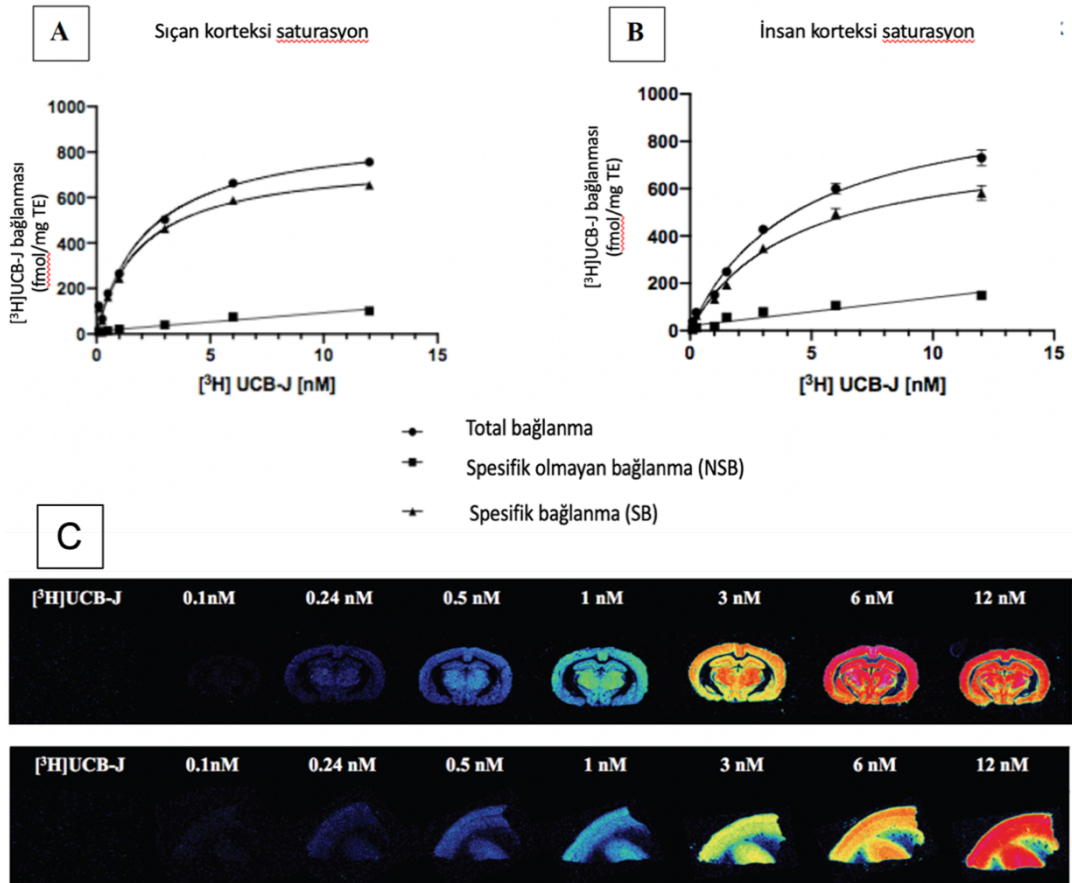 A
Sıçan korteksi saturasyon
B
İnsan korteksi saturasyon
[³H]UCB-J bağlanması
(fmol/mg TE)
1000
800
600
400
200
0
0
5
10
15
[³H] UCB-J [nM]
[³H]UCB-J bağlanması
(fmol/mg TE)
1000
800
600
400
200
0
0
5
10
15
[³H] UCB-J [nM]
Total bağlanma
Spesifik olmayan bağlanma (NSB)
Spesifik bağlanma (SB)
C
[³H]UCB-J 0.1nM 0.24 nM 0.5 nM 1 nM 3 nM 6 nM 12 nM
[³H]UCB-J 0.1nM 0.24 nM 0.5 nM 1 nM 3 nM 6 nM 12 nM